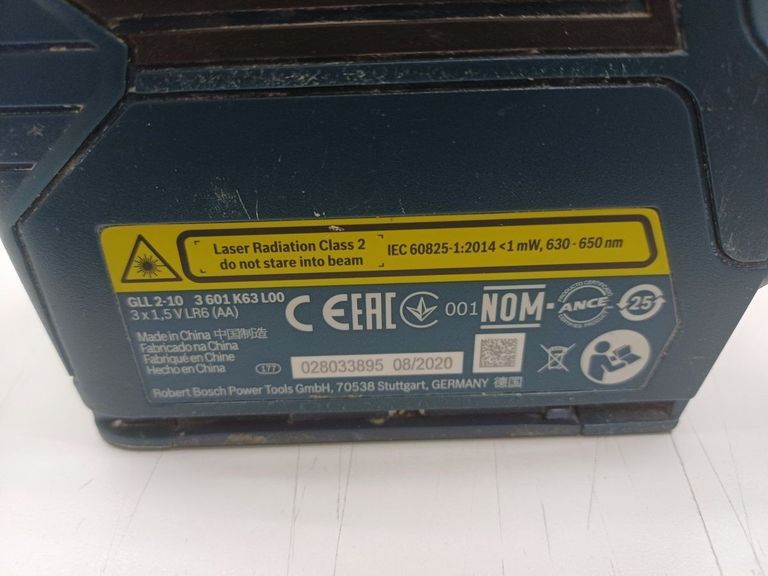 Laser Radiation Class 2
do not stare into beam
IEC 60825-1:2014 <1 mW, 630 - 650 nm
GLL 2-10 3 601 K63 L00
3 x 1,5 V LR6 (AA)
Made in China 中国制造
Fabricado na China
Fabriqué en Chine
Hecho en China
177
CE EAC 001 NOM- ANCE 25
028033895 08/2020
Robert Bosch Power Tools GmbH, 70538 Stuttgart, GERMANY 德国